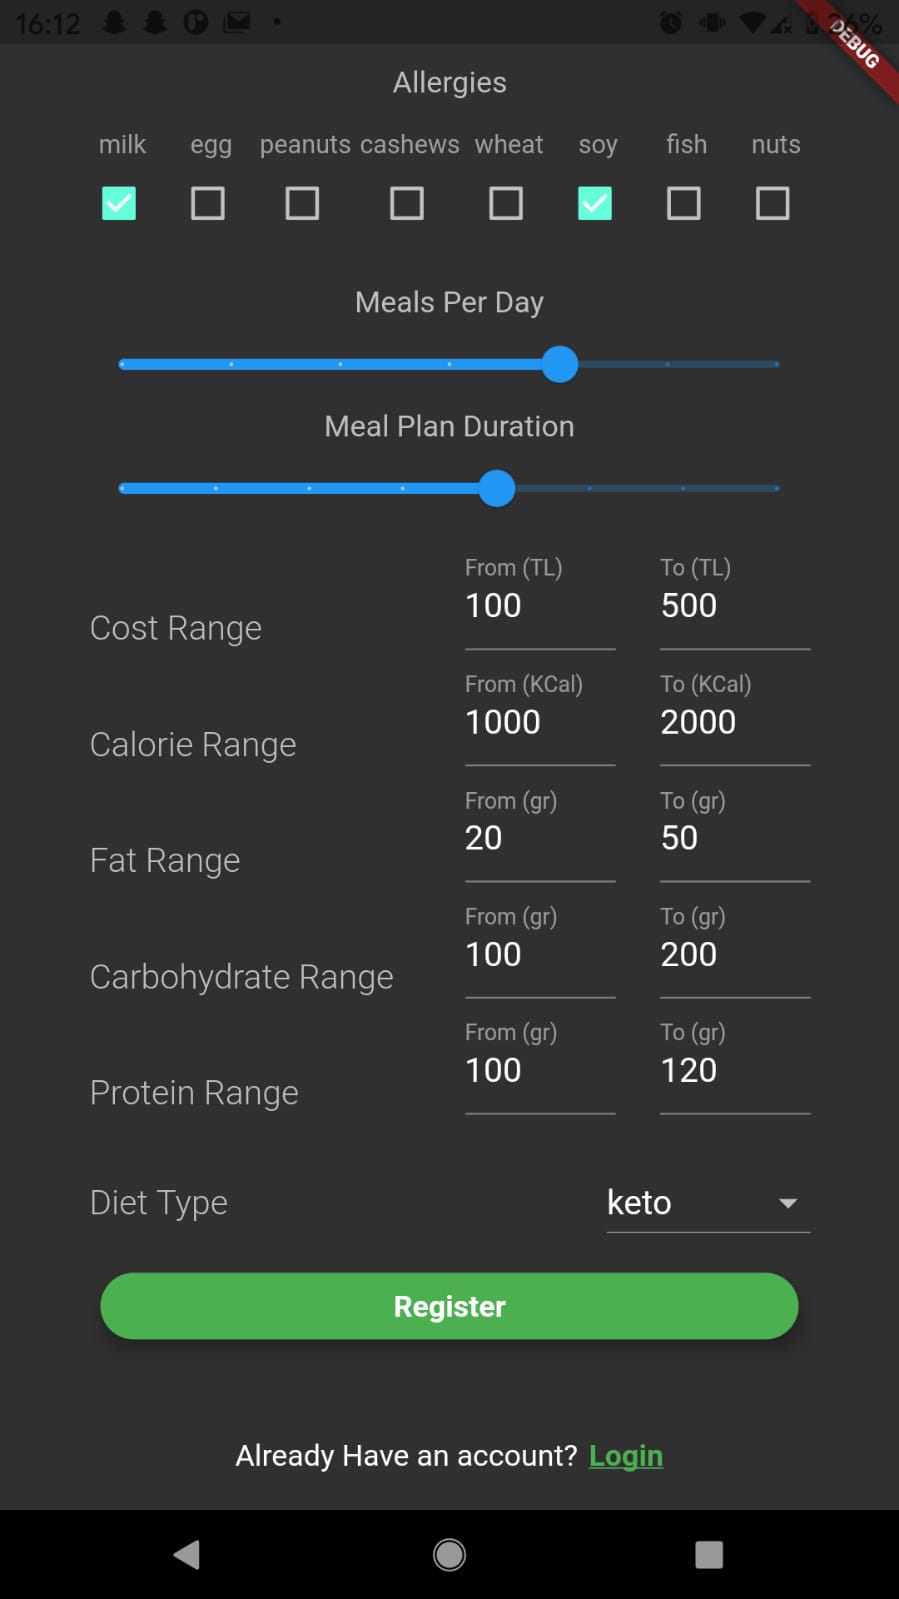 16:12 26%
DEBUG
Allergies
milk egg peanuts cashews wheat soy fish nuts
Meals Per Day
Meal Plan Duration
From (TL) To (TL)
Cost Range 100 500
From (KCal) To (KCal)
Calorie Range 1000 2000
From (gr) To (gr)
Fat Range 20 50
From (gr) To (gr)
Carbohydrate Range 100 200
From (gr) To (gr)
Protein Range 100 120
Diet Type keto
Register
Already Have an account? Login